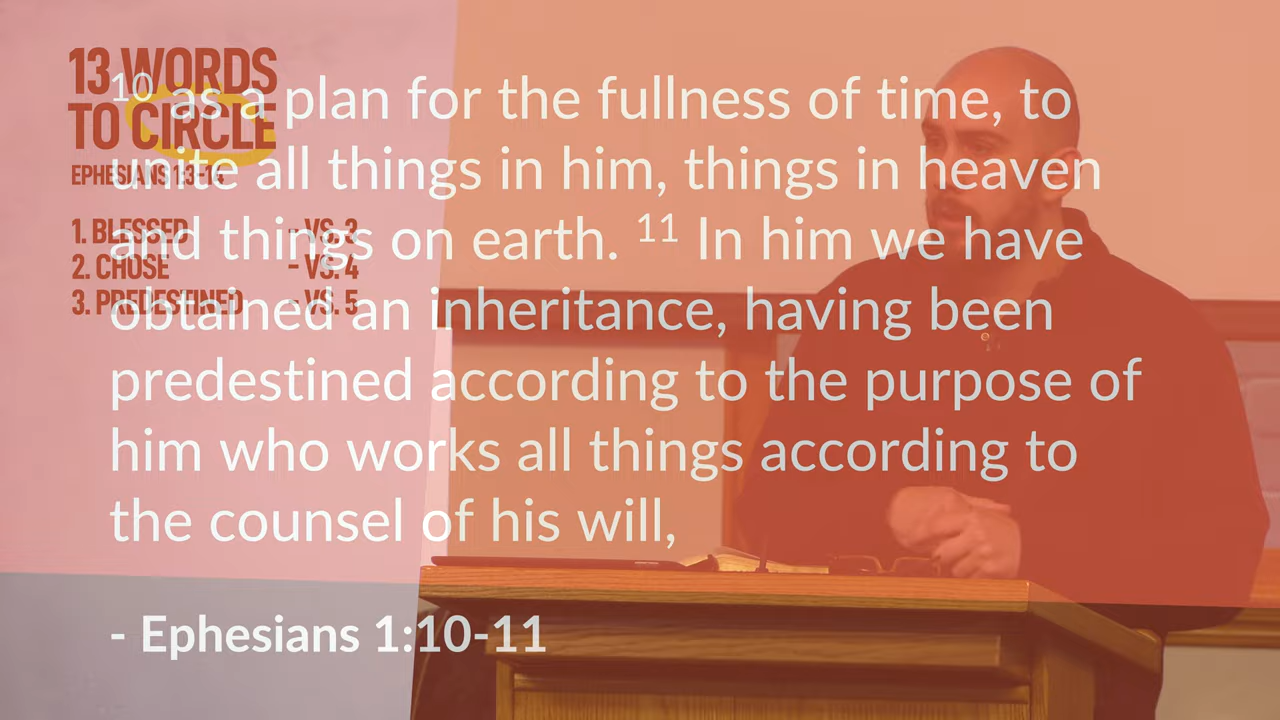 13 WORDS
TO CIRCLE
EPHESIANS 1:3-14
1. BLESSED - VS. 3
2. CHOSE - VS. 4
3. PREDESTINED - VS. 5
10 as a plan for the fullness of time, to
unite all things in him, things in heaven
and things on earth. 11 In him we have
obtained an inheritance, having been
predestined according to the purpose of
him who works all things according to
the counsel of his will,
- Ephesians 1:10-11